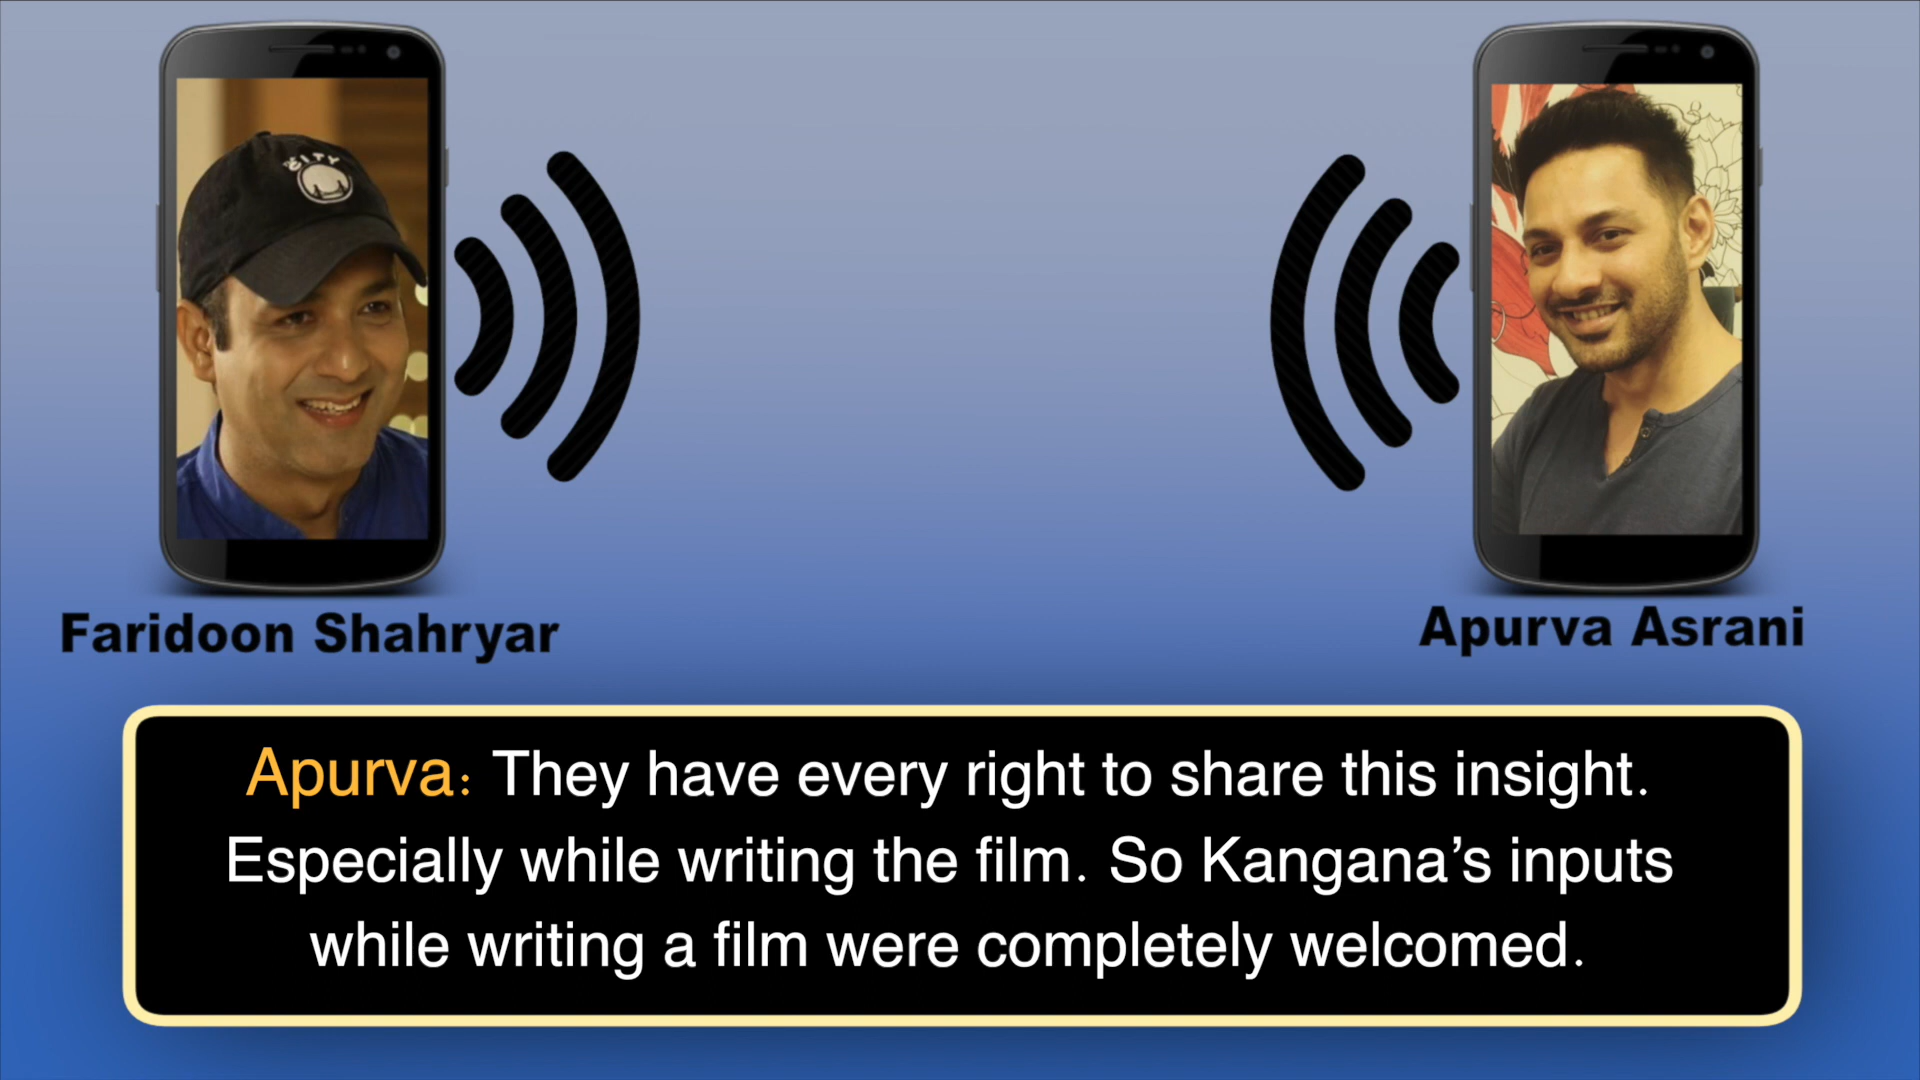 CITY
Faridoon Shahryar
Apurva Asrani
Apurva: They have every right to share this insight.
Especially while writing the film. So Kangana’s inputs
while writing a film were completely welcomed.